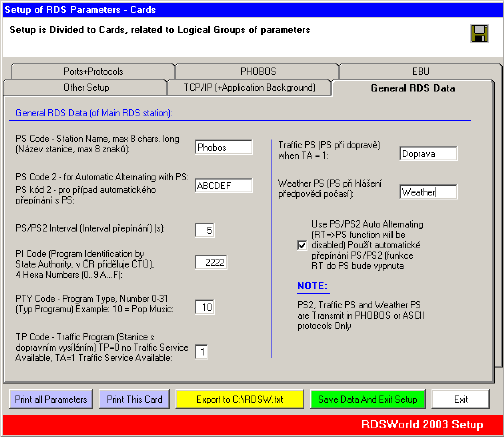 Setup of RDS Parameters - Cards
Setup is Divided to Cards, related to Logical Groups of parameters
Ports+Protocols
PHOBOS
EBU
Other Setup
TCP/IP (+Application Background)
General RDS Data
General RDS Data (of Main RDS station):
PS Code - Station Name, max 8 chars. long
(Název stanice, max 8 znaků):
Phobos
PS Code 2 - for Automatic Alternating with PS:
PS kód 2 - pro případ automatického
přepínání s PS:
ABCDEF
PS/PS2 Interval (Interval přepínání) [s]:
5
PI Code (Program Identification by
State Authority, v ČR přiděluje ČTÚ),
4 Hexa Numbers (0..9 A...F):
2222
PTY Code - Program Type, Number 0-31
(Typ Programu) Example: 10 = Pop Music:
10
TP Code - Traffic Program (Stanice s
dopravním vysíláním) TP=0 no Traffic Service
Available, TA=1 Traffic Service Available:
1
Traffic PS (PS při dopravě)
when TA = 1:
Doprava
Weather PS (PS při hlášení
předpovědi počasí):
Weather
Use PS/PS2 Auto Alternating
(RT->PS function will be
disabled) Použít automatické
přepínání PS/PS2 (funkce
RT do PS bude vypnuta
NOTE:
PS2, Traffic PS and Weather PS
are Transmit in PHOBOS or ASCII
protocols Only
Print all Parameters
Print This Card
Export to C:\RDSW.txt
Save Data And Exit Setup
Exit
RDSWorld 2003 Setup